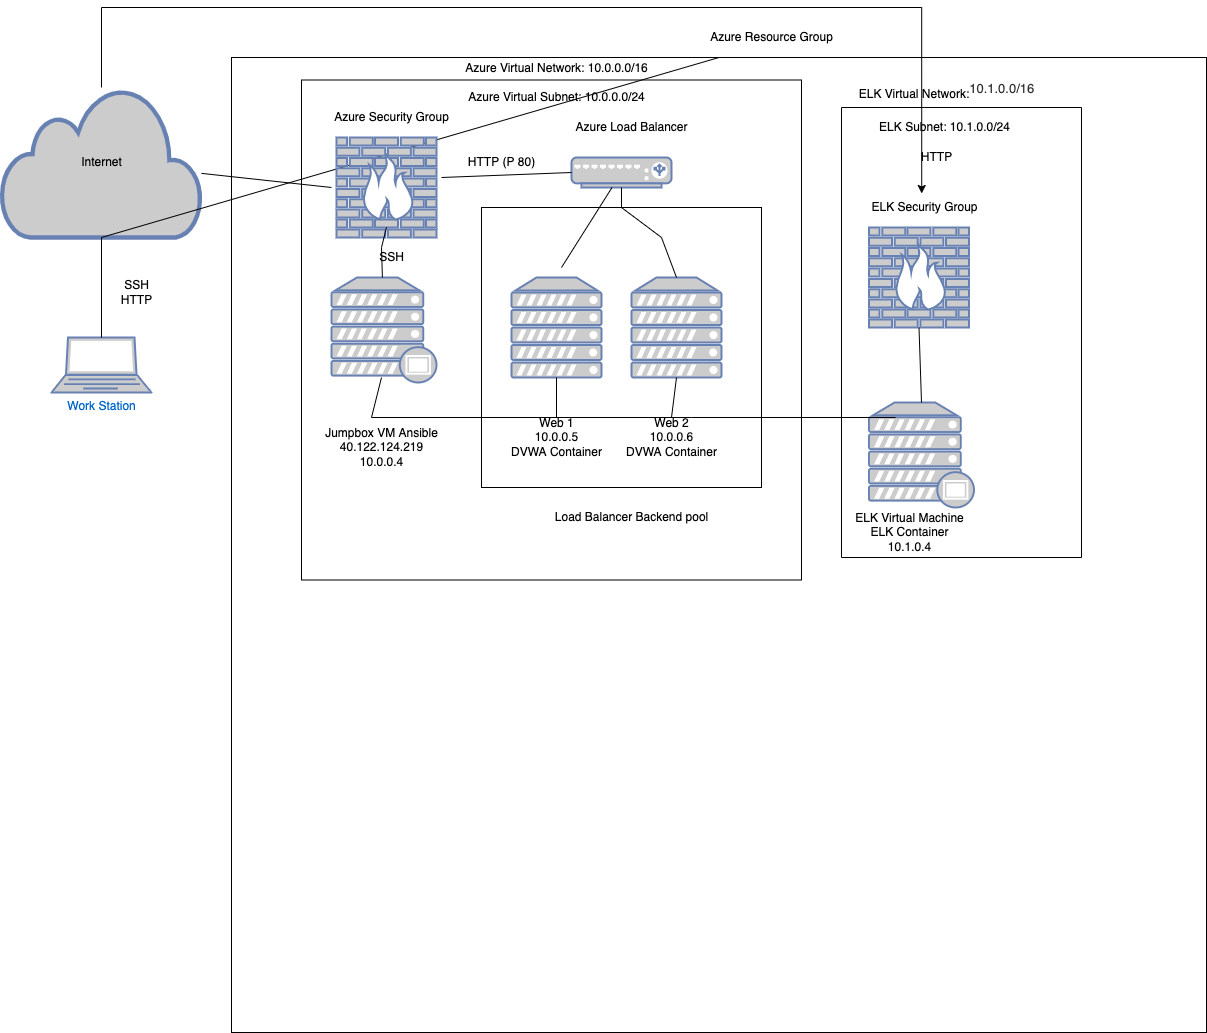 Azure Resource Group
Azure Virtual Network: 10.0.0.0/16
Azure Virtual Subnet: 10.0.0.0/24
ELK Virtual Network:10.1.0.0/16
Azure Security Group
Azure Load Balancer
ELK Subnet: 10.1.0.0/24
Internet
HTTP (P 80)
HTTP
ELK Security Group
SSH
SSH
HTTP
Work Station
Jumpbox VM Ansible
40.122.124.219
10.0.0.4
Web 1
10.0.0.5
DVWA Container
Web 2
10.0.0.6
DVWA Container
Load Balancer Backend pool
ELK Virtual Machine
ELK Container
10.1.0.4